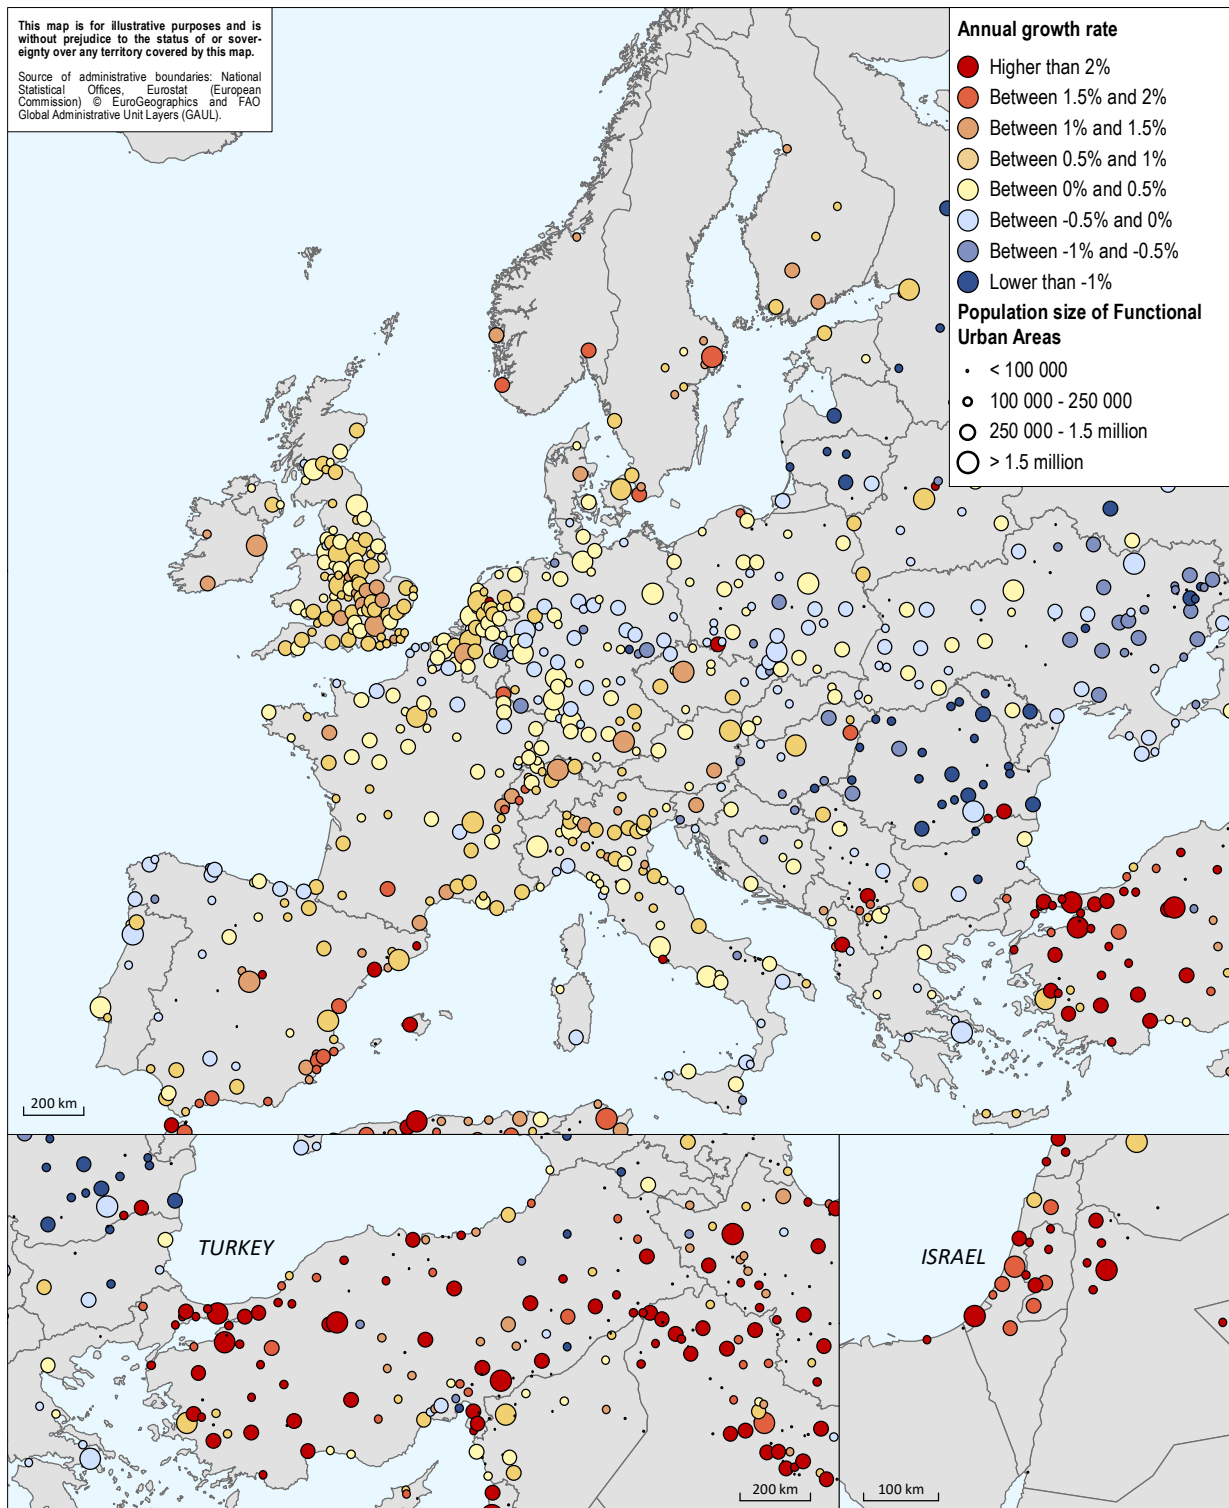 This map is for illustrative purposes and is
without prejudice to the status of or sover-
eignty over any territory covered by this map.
Source of administrative boundaries: National
Statistical Offices, Eurostat (European
Commission) © EuroGeographics and FAO
Global Administrative Unit Layers (GAUL).
Annual growth rate
Higher than 2%
Between 1.5% and 2%
Between 1% and 1.5%
Between 0.5% and 1%
Between 0% and 0.5%
Between -0.5% and 0%
Between -1% and -0.5%
Lower than -1%
Population size of Functional
Urban Areas
< 100 000
100 000 - 250 000
250 000 - 1.5 million
> 1.5 million
200 km
TURKEY
200 km
ISRAEL
100 km